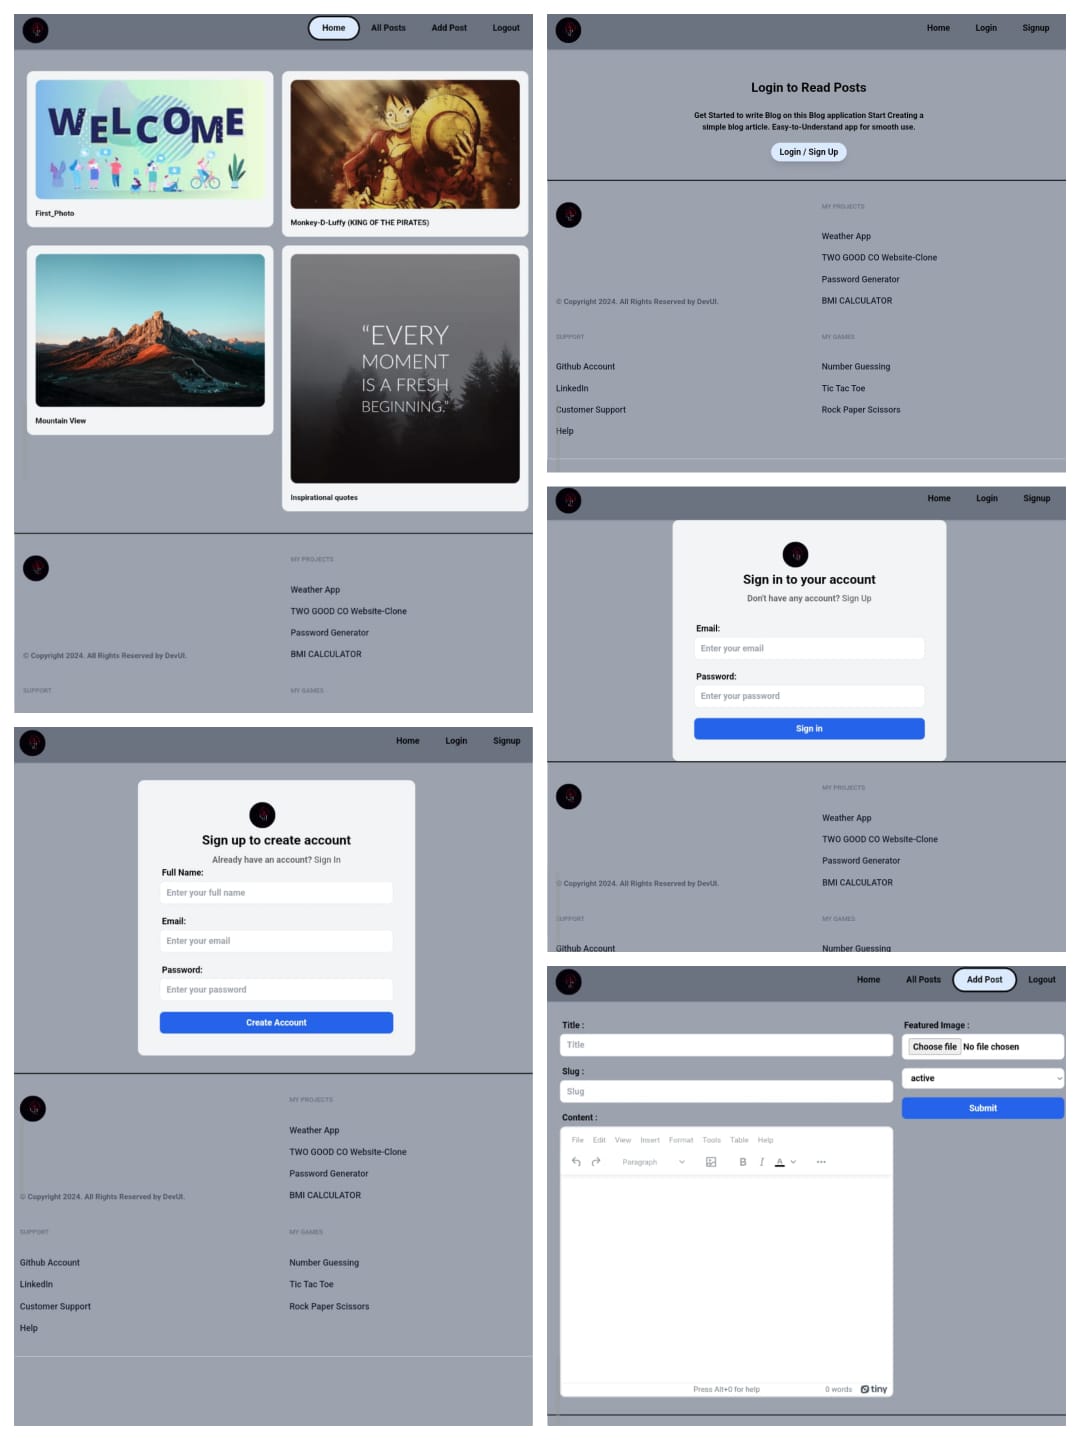 Home All Posts Add Post Logout
WELCOME
First_Photo
Monkey-D-Luffy (KING OF THE PIRATES)
Mountain View
“EVERY
MOMENT
IS A FRESH
BEGINNING.”
Inspirational quotes
MY PROJECTS
Weather App
TWO GOOD CO Website-Clone
Password Generator
© Copyright 2024. All Rights Reserved by DevUI.
BMI CALCULATOR
SUPPORT
MY GAMES
Home Login Signup
Login to Read Posts
Get Started to write Blog on this Blog application Start Creating a
simple blog article. Easy-to-Understand app for smooth use.
Login / Sign Up
MY PROJECTS
Weather App
TWO GOOD CO Website-Clone
Password Generator
© Copyright 2024. All Rights Reserved by DevUI.
BMI CALCULATOR
SUPPORT
MY GAMES
Github Account
Number Guessing
LinkedIn
Tic Tac Toe
Customer Support
Rock Paper Scissors
Help
Home Login Signup
Sign in to your account
Don't have any account? Sign Up
Email:
Enter your email
Password:
Enter your password
Sign in
MY PROJECTS
Weather App
TWO GOOD CO Website-Clone
Password Generator
© Copyright 2024. All Rights Reserved by DevUI.
BMI CALCULATOR
SUPPORT
MY GAMES
Github Account
Number Guessing
Home Login Signup
Sign up to create account
Already have an account? Sign In
Full Name:
Enter your full name
Email:
Enter your email
Password:
Enter your password
Create Account
MY PROJECTS
Weather App
TWO GOOD CO Website-Clone
Password Generator
© Copyright 2024. All Rights Reserved by DevUI.
BMI CALCULATOR
SUPPORT
MY GAMES
Github Account
Number Guessing
LinkedIn
Tic Tac Toe
Customer Support
Rock Paper Scissors
Help
Home All Posts Add Post Logout
Title :
Title
Slug :
Slug
Content :
File Edit View Insert Format Tools Table Help
Paragraph B I A ...
Press Alt+0 for help 0 words tiny
Featured Image :
Choose file No file chosen
active
Submit